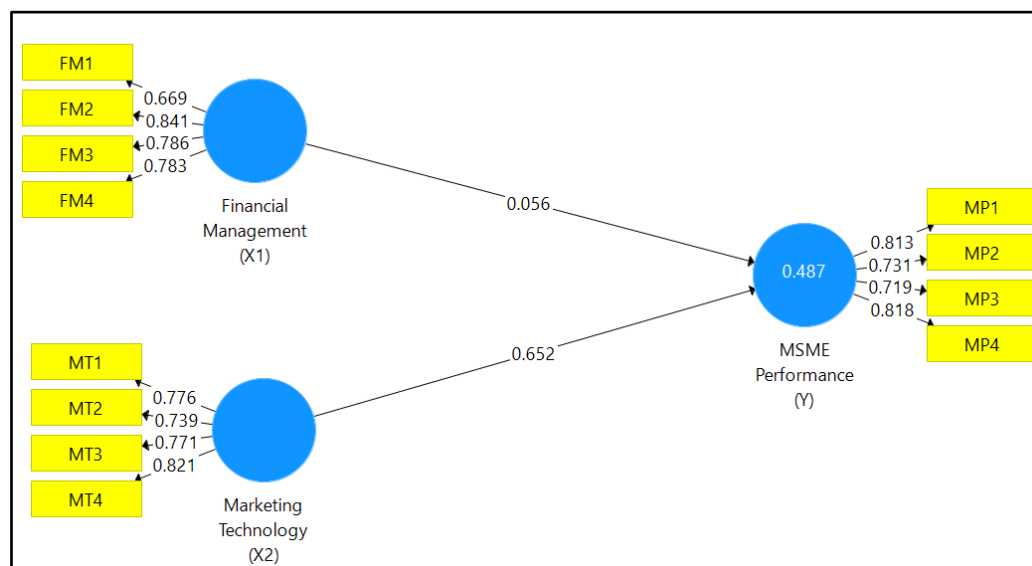 FM1
FM2
FM3
FM4
0.669
0.841
0.786
0.783
Financial
Management
(X1)
0.056
MT1
MT2
MT3
MT4
0.776
0.739
0.771
0.821
Marketing
Technology
(X2)
0.652
0.487
MSME
Performance
(Y)
0.813
0.731
0.719
0.818
MP1
MP2
MP3
MP4